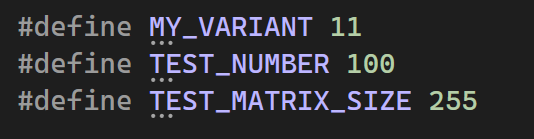 #define MY_VARIANT 11
#define TEST_NUMBER 100
#define TEST_MATRIX_SIZE 255